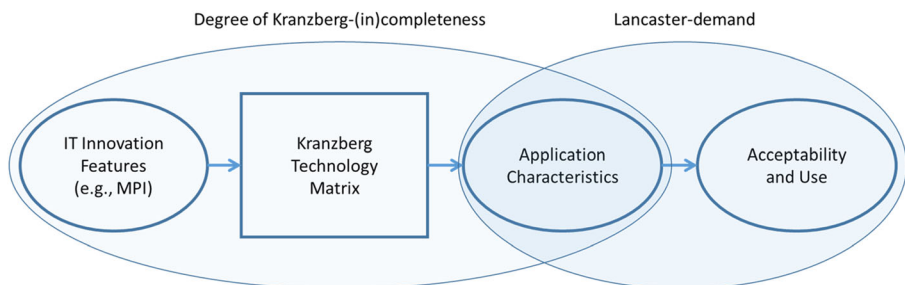 Degree of Kranzberg-(in)completeness
Lancaster-demand
IT Innovation
Features
(e.g., MPI)
Kranzberg
Technology
Matrix
Application
Characteristics
Acceptability
and Use